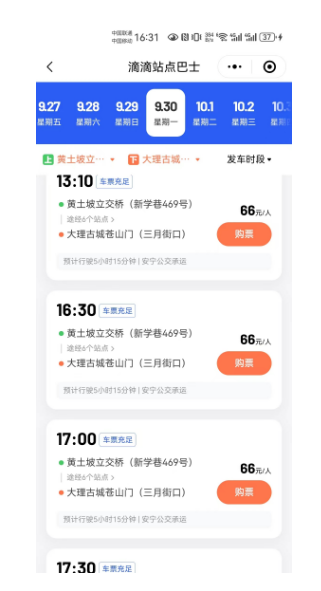 中国联通
中国移动 16:31 37
滴滴站点巴士
9.27 9.28 9.29 9.30 10.1 10.2 10.3
星期五 星期六 星期日 星期一 星期二 星期三
上 黄土坡立… 下 大理古城… 发车时段
13:10 车票充足
黄土坡立交桥（新学巷469号）
66元/人
途经6个站点 >
大理古城苍山门（三月街口） 购票
预计行驶5小时15分钟 | 安宁公交承运
16:30 车票充足
黄土坡立交桥（新学巷469号）
66元/人
途经6个站点 >
大理古城苍山门（三月街口） 购票
预计行驶5小时15分钟 | 安宁公交承运
17:00 车票充足
黄土坡立交桥（新学巷469号）
66元/人
途经6个站点 >
大理古城苍山门（三月街口） 购票
预计行驶5小时15分钟 | 安宁公交承运
17:30 车票充足